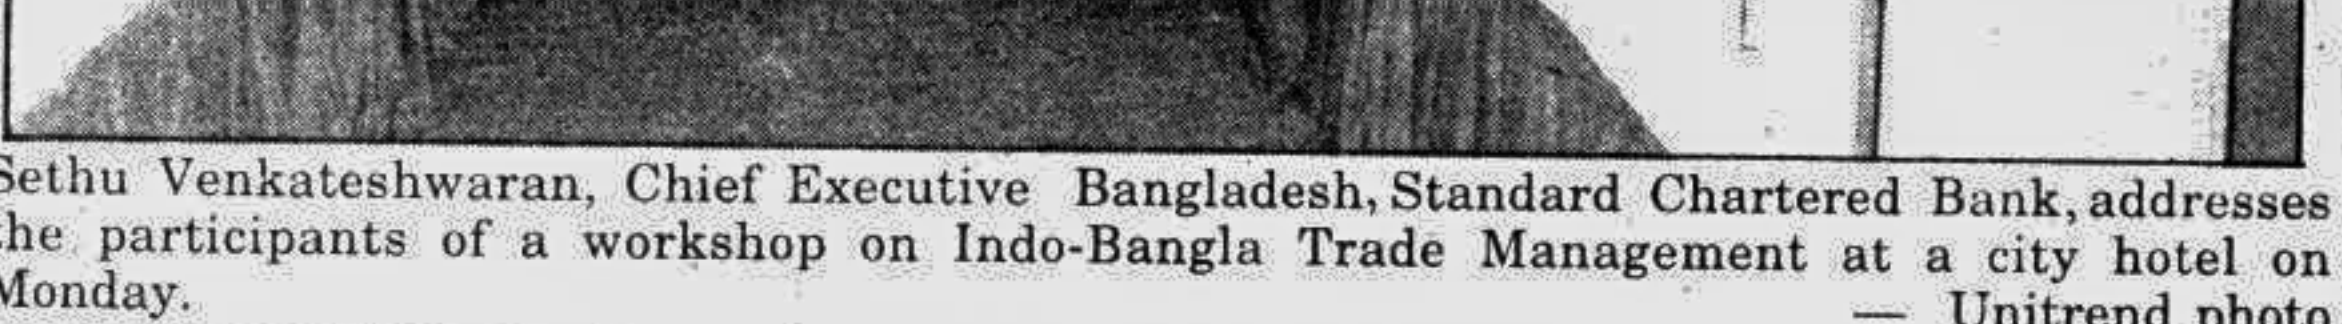 Sethu Venkateshwaran, Chief Executive Bangladesh, Standard Chartered Bank, addresses
the participants of a workshop on Indo-Bangla Trade Management at a city hotel on
Monday.
— Unitrend photo